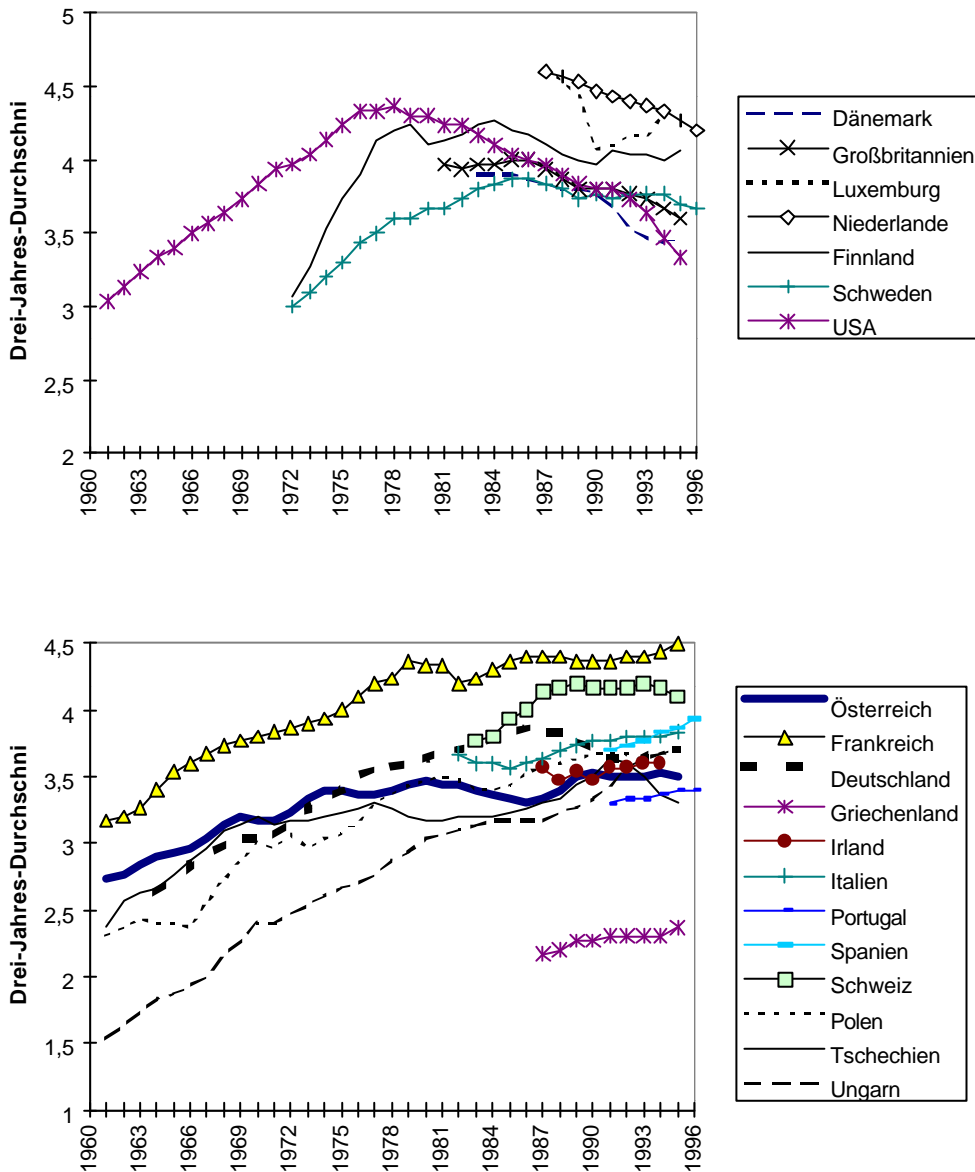 Drei-Jahres-Durchschni
5
4,5
4
3,5
3
2,5
2
1960
1963
1966
1969
1972
1975
1978
1981
1984
1987
1990
1993
1996
Dänemark
Großbritannien
Luxemburg
Niederlande
Finnland
Schweden
USA
Drei-Jahres-Durchschni
4,5
4
3,5
3
2,5
2
1,5
1
1960
1963
1966
1969
1972
1975
1978
1981
1984
1987
1990
1993
1996
Österreich
Frankreich
Deutschland
Griechenland
Irland
Italien
Portugal
Spanien
Schweiz
Polen
Tschechien
Ungarn